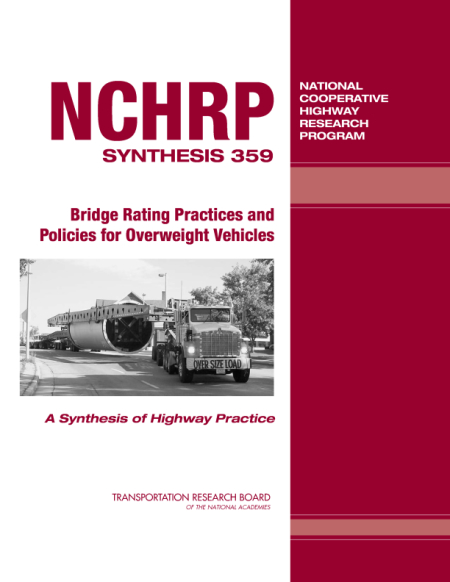 NCHRP
SYNTHESIS 359
NATIONAL
COOPERATIVE
HIGHWAY
RESEARCH
PROGRAM
Bridge Rating Practices and
Policies for Overweight Vehicles
OVER SIZE LOAD
A Synthesis of Highway Practice
TRANSPORTATION RESEARCH BOARD
OF THE NATIONAL ACADEMIES